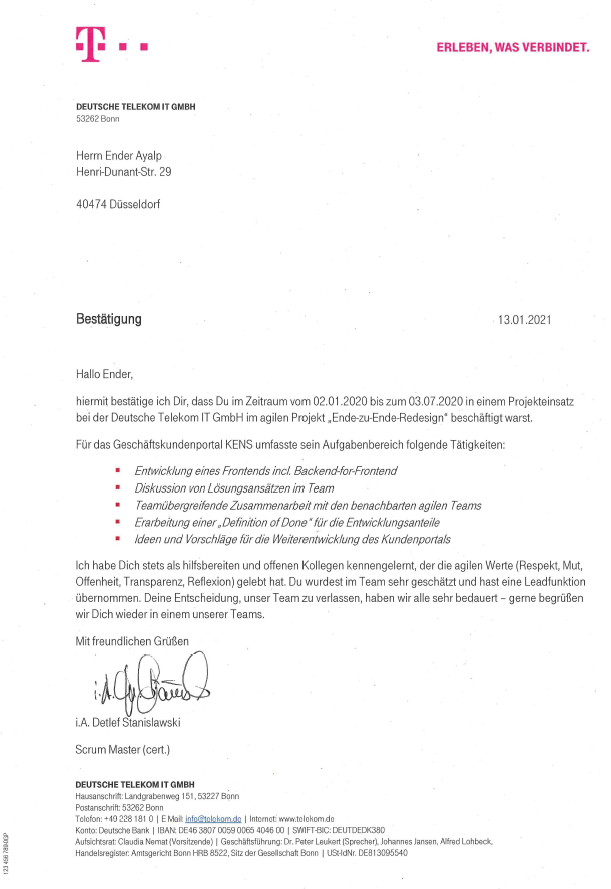 T
ERLEBEN, WAS VERBINDET.
DEUTSCHE TELEKOM IT GMBH
53262 Bonn
Herrn Ender Ayalp
Henri-Dunant-Str. 29
40474 Düsseldorf
Bestätigung
13.01.2021
Hallo Ender,
hiermit bestätige ich Dir, dass Du im Zeitraum vom 02.01.2020 bis zum 03.07.2020 in einem Projekteinsatz
bei der Deutsche Telekom IT GmbH im agilen Projekt „Ende-zu-Ende-Redesign“ beschäftigt warst.
Für das Geschäftskundenportal KENS umfasste sein Aufgabenbereich folgende Tätigkeiten:
▪ Entwicklung eines Frontends incl. Backend-for-Frontend
▪ Diskussion von Lösungsansätzen im Team
▪ Teamübergreifende Zusammenarbeit mit den benachbarten agilen Teams
▪ Erarbeitung einer „Definition of Done“ für die Entwicklungsanteile
▪ Ideen und Vorschläge für die Weiterentwicklung des Kundenportals
Ich habe Dich stets als hilfsbereiten und offenen Kollegen kennengelernt, der die agilen Werte (Respekt, Mut,
Offenheit, Transparenz, Reflexion) gelebt hat. Du wurdest im Team sehr geschätzt und hast eine Leadfunktion
übernommen. Deine Entscheidung, unser Team zu verlassen, haben wir alle sehr bedauert – gerne begrüßen
wir Dich wieder in einem unserer Teams.
Mit freundlichen Grüßen
i.A.
i.A. Detlef Stanislawski
Scrum Master (cert.)
DEUTSCHE TELEKOM IT GMBH
Hausanschrift: Landgrabenweg 151, 53227 Bonn
Postanschrift: 53262 Bonn
Telefon: +49 228 181 0 | E Mail: info@telekom.de | Internet: www.telekom.de
Konto: Deutsche Bank | IBAN: DE46 3807 0059 0065 4046 00 | SWIFT-BIC: DEUTDEDK380
Aufsichtsrat: Claudia Nemat (Vorsitzende) | Geschäftsführung: Dr. Peter Leukert (Sprecher), Johannes Jansen, Alfred Lohbeck,
Handelsregister: Amtsgericht Bonn HRB 8522, Sitz der Gesellschaft Bonn | USt-IdNr. DE813095540